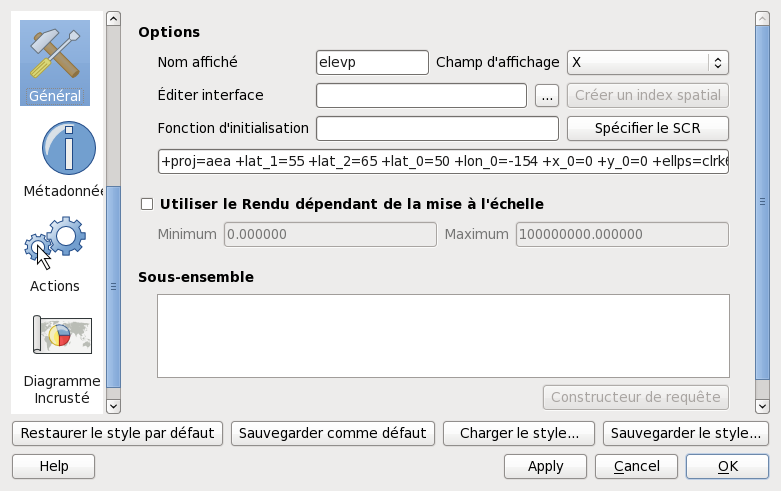 Général
Métadonnée
Actions
Diagramme
Incrusté
Options
Nom affiché elevp Champ d'affichage X
Éditer interface ... Créer un index spatial
Fonction d'initialisation Spécifier le SCR
+proj=aea +lat_1=55 +lat_2=65 +lat_0=50 +lon_0=-154 +x_0=0 +y_0=0 +ellps=clrk6
Utiliser le Rendu dépendant de la mise à l'échelle
Minimum 0.000000 Maximum 100000000.000000
Sous-ensemble
Constructeur de requête
Restaurer le style par défaut Sauvegarder comme défaut Charger le style... Sauvegarder le style...
Help Apply Cancel OK